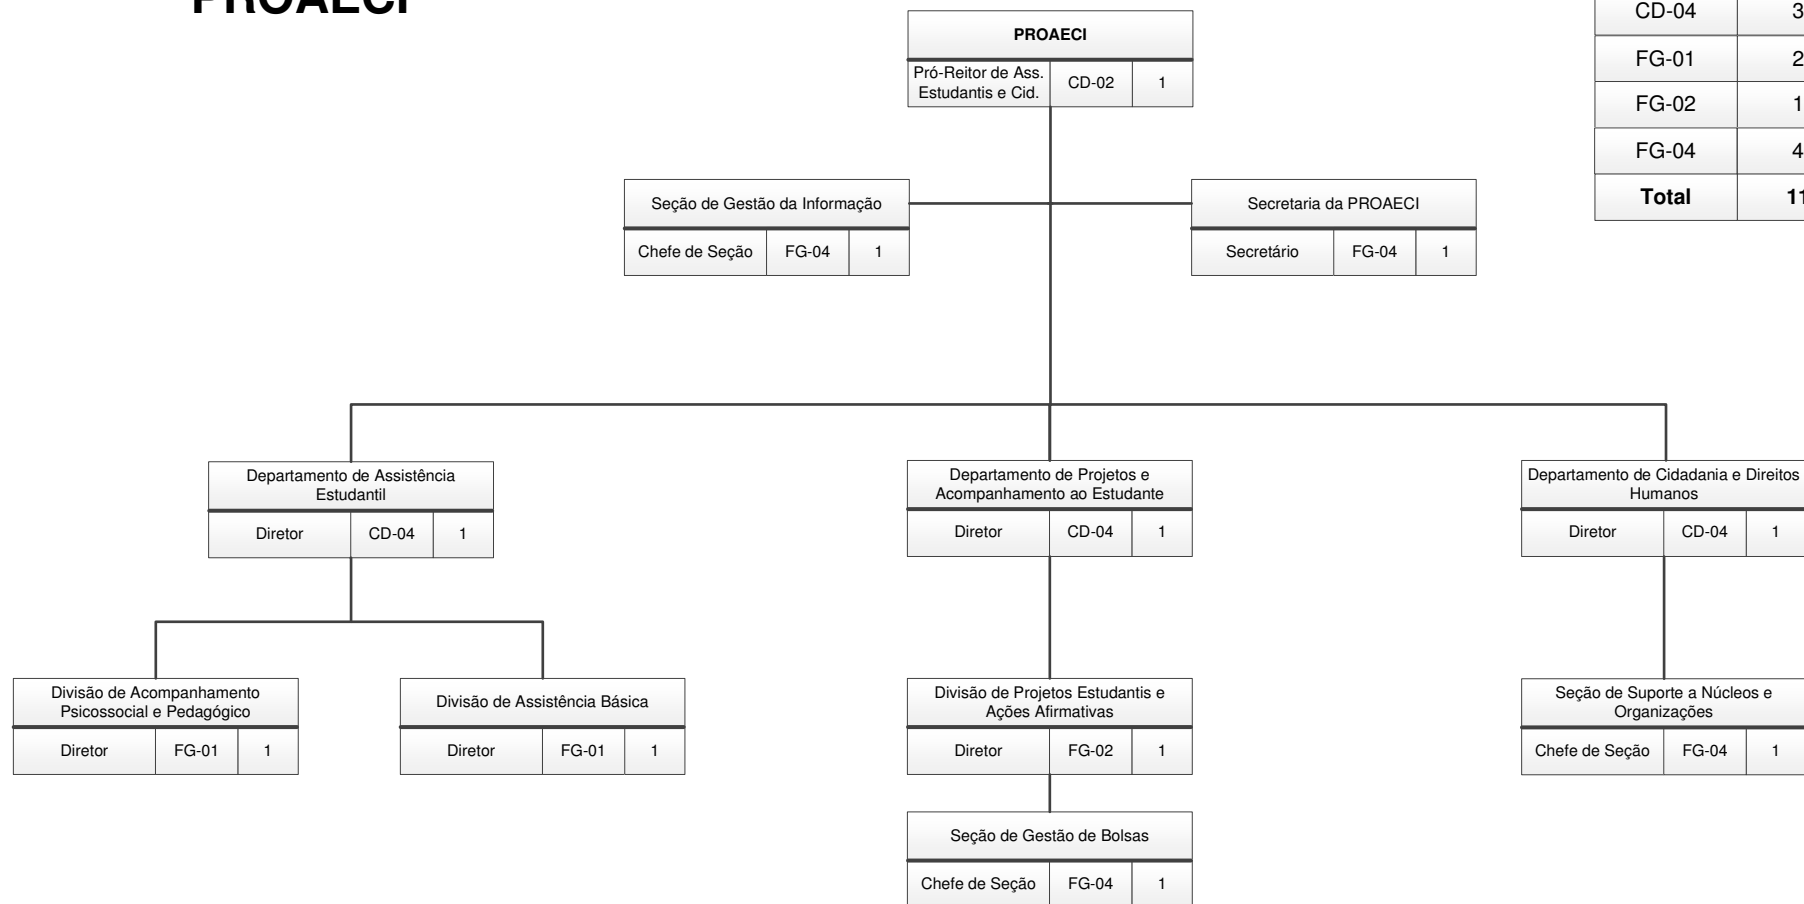 PROAECI
CD-04 3
FG-01 2
FG-02 1
FG-04 4
Total 11
PROAECI
Pró-Reitor de Ass.
Estudantis e Cid.
CD-02 1
Seção de Gestão da Informação
Chefe de Seção FG-04 1
Secretaria da PROAECI
Secretário FG-04 1
Departamento de Assistência
Estudantil
Diretor CD-04 1
Departamento de Projetos e
Acompanhamento ao Estudante
Diretor CD-04 1
Departamento de Cidadania e Direitos
Humanos
Diretor CD-04 1
Divisão de Acompanhamento
Psicossocial e Pedagógico
Diretor FG-01 1
Divisão de Assistência Básica
Diretor FG-01 1
Divisão de Projetos Estudantis e
Ações Afirmativas
Diretor FG-02 1
Seção de Suporte a Núcleos e
Organizações
Chefe de Seção FG-04 1
Seção de Gestão de Bolsas
Chefe de Seção FG-04 1